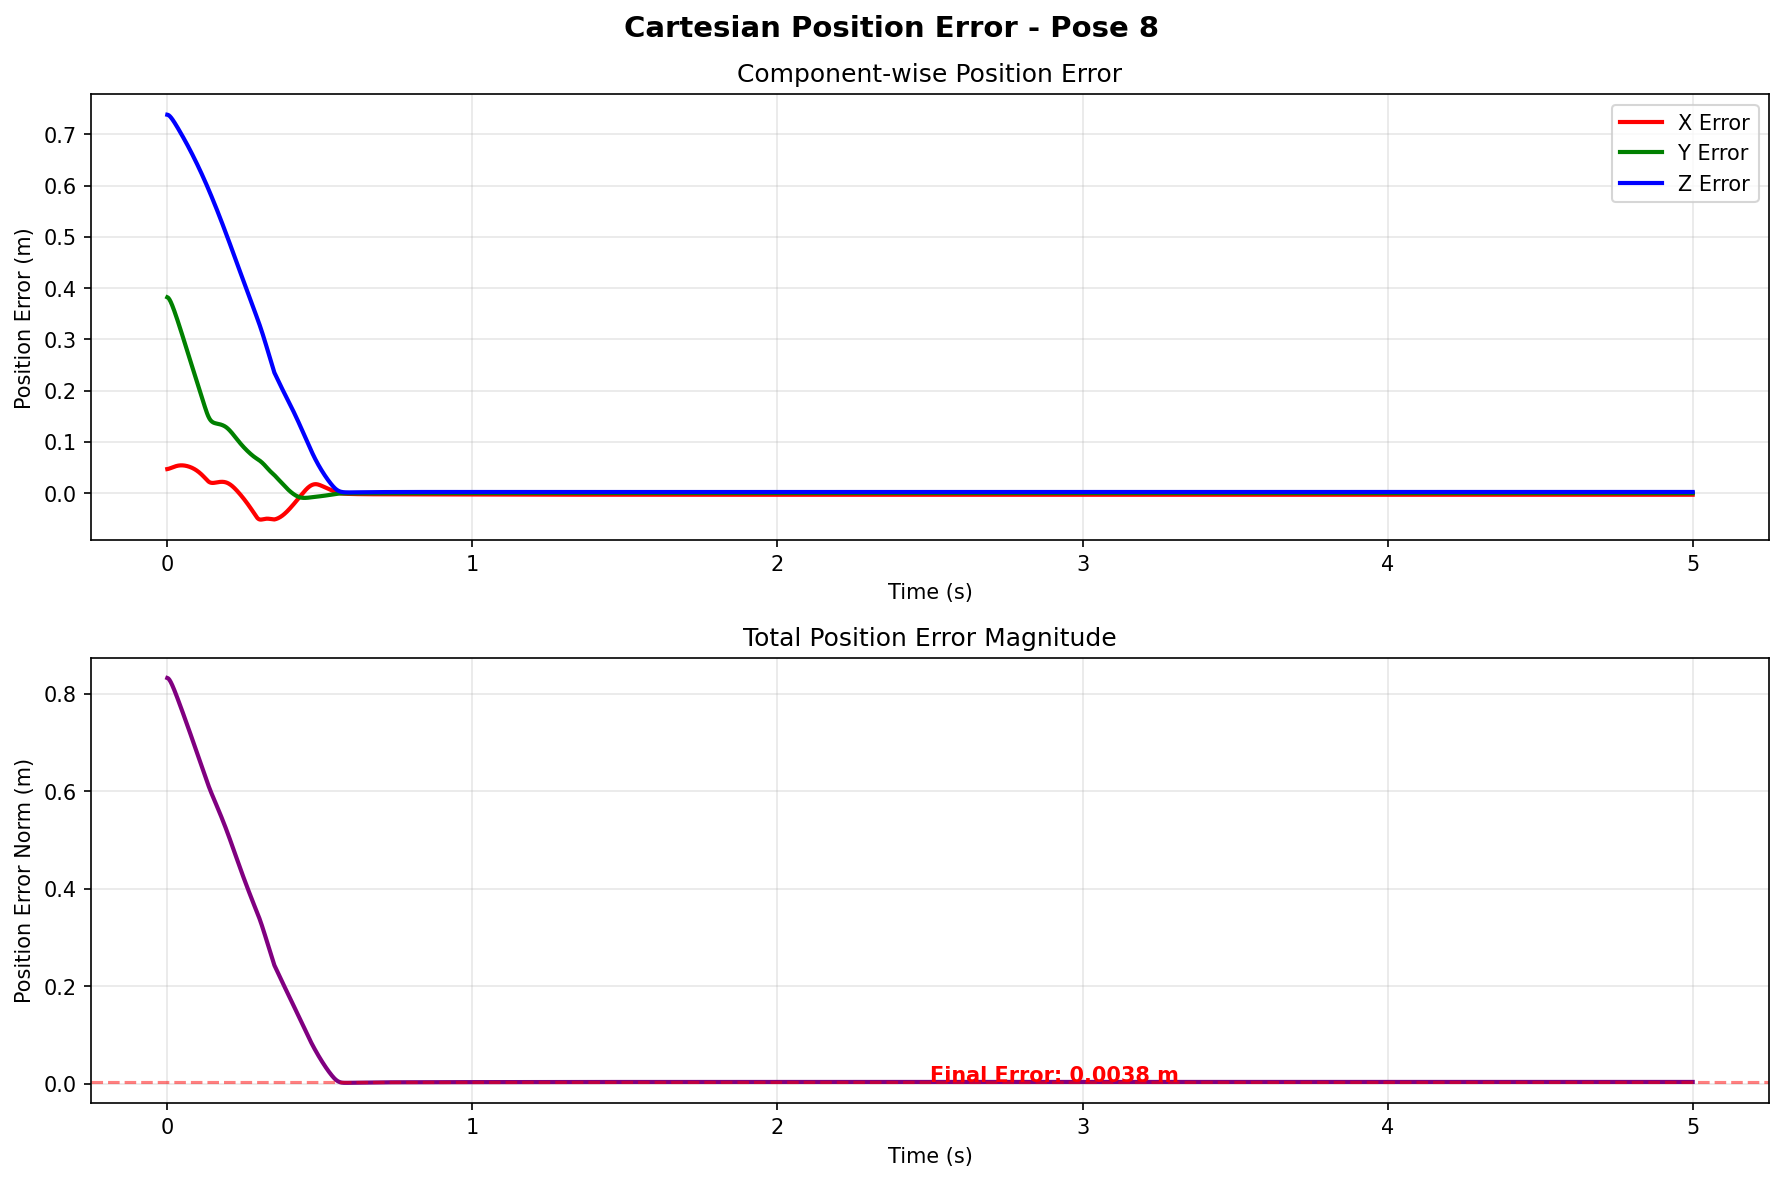 Cartesian Position Error - Pose 8
Component-wise Position Error
Position Error (m)
0.7
0.6
0.5
0.4
0.3
0.2
0.1
0.0
X Error
Y Error
Z Error
0 1 2 3 4 5
Time (s)
Total Position Error Magnitude
Position Error Norm (m)
0.8
0.6
0.4
0.2
0.0
Final Error: 0.0038 m
0 1 2 3 4 5
Time (s)